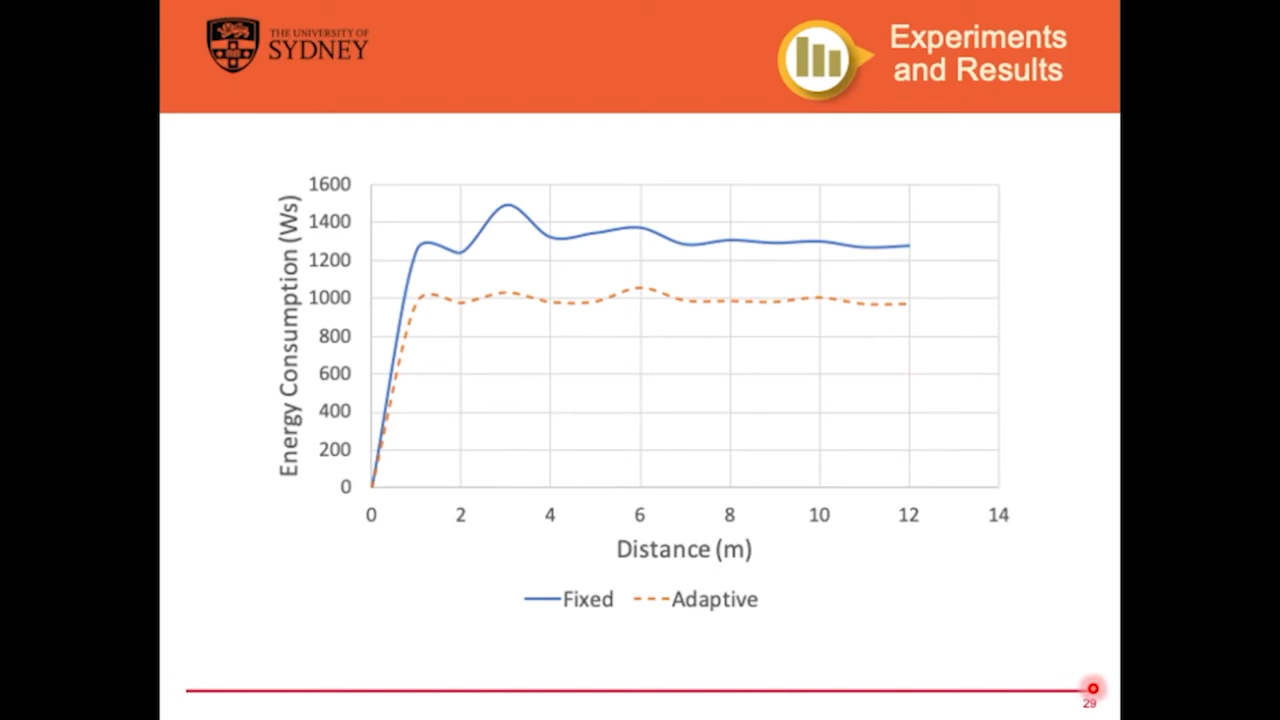 THE UNIVERSITY OF
SYDNEY
Experiments
and Results
Energy Consumption (Ws)
1600
1400
1200
1000
800
600
400
200
0
0 2 4 6 8 10 12 14
Distance (m)
Fixed Adaptive
29